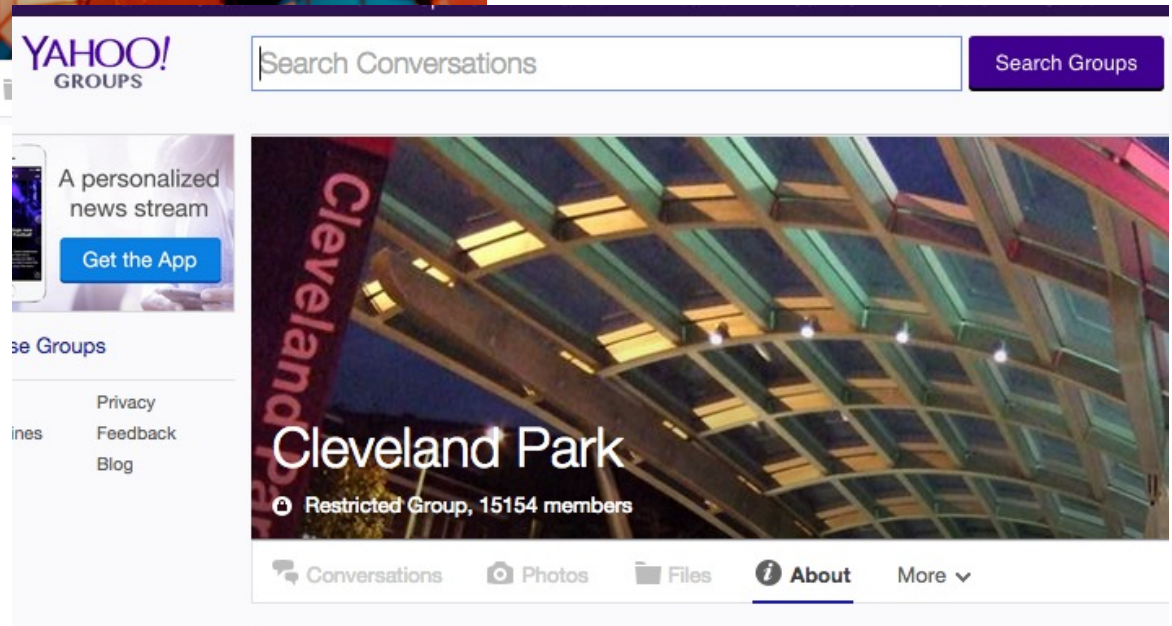 YAHOO!
GROUPS
Search Conversations
Search Groups
A personalized
news stream
Get the App
se Groups
Privacy
ines
Feedback
Blog
Cleveland Par
Cleveland Park
Restricted Group, 15154 members
Conversations
Photos
Files
About
More